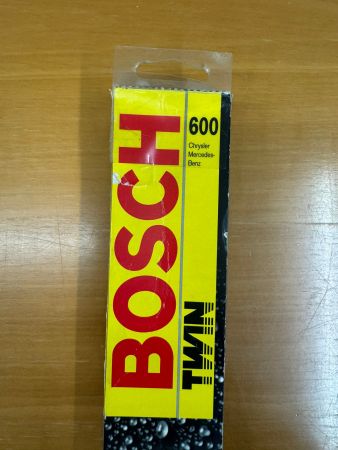 BOSCH
600
Chrysler
Mercedes-
Benz
TWIN